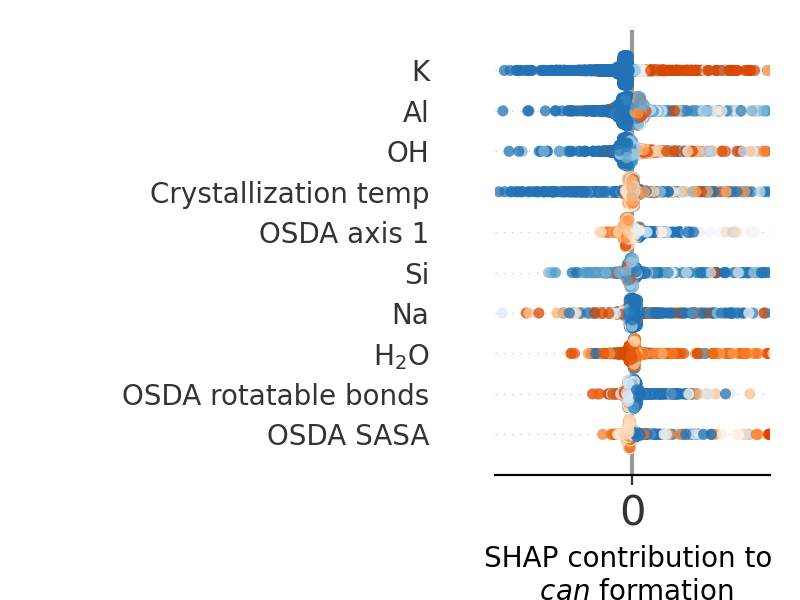 K
Al
OH
Crystallization temp
OSDA axis 1
Si
Na
H₂O
OSDA rotatable bonds
OSDA SASA
0
SHAP contribution to
can formation